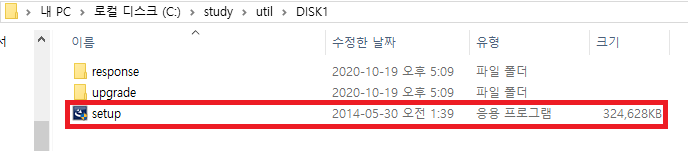 내 PC > 로컬 디스크 (C:) > study > util > DISK1
이름 수정한 날짜 유형 크기
response 2020-10-19 오후 5:09 파일 폴더
upgrade 2020-10-19 오후 5:09 파일 폴더
setup 2014-05-30 오전 1:39 응용 프로그램 324,628KB
서